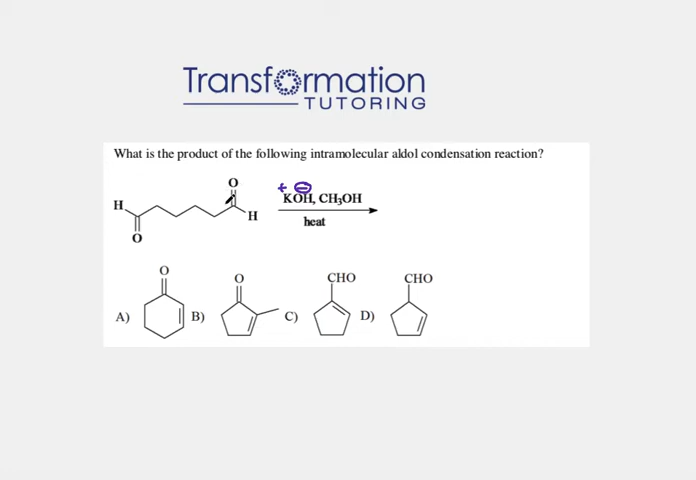 Transformation
TUTORING
What is the product of the following intramolecular aldol condensation reaction?
O
H
H
O
+ −
KOH, CH₃OH
heat
O
O
CHO
CHO
A)
B)
C)
D)